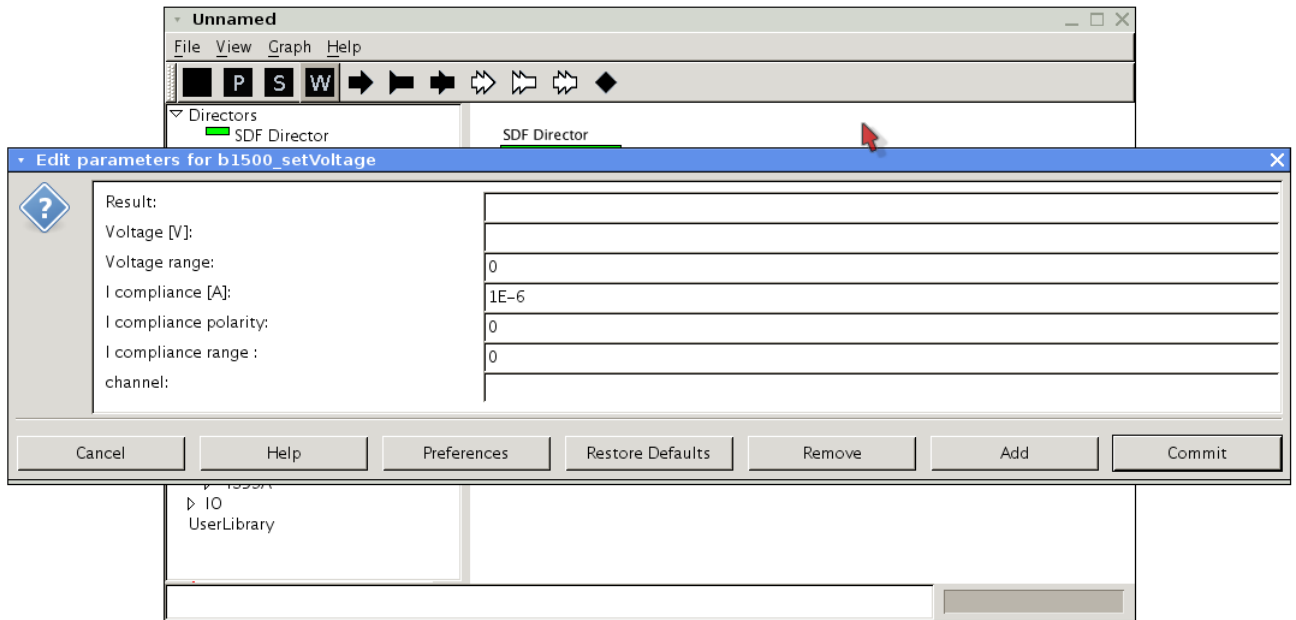 Unnamed
File View Graph Help
P S W
Directors
SDF Director
SDF Director
Edit parameters for b1500_setVoltage
?
Result:
Voltage [V]:
Voltage range: 0
I compliance [A]: 1E-6
I compliance polarity: 0
I compliance range : 0
channel:
Cancel Help Preferences Restore Defaults Remove Add Commit
IO
UserLibrary